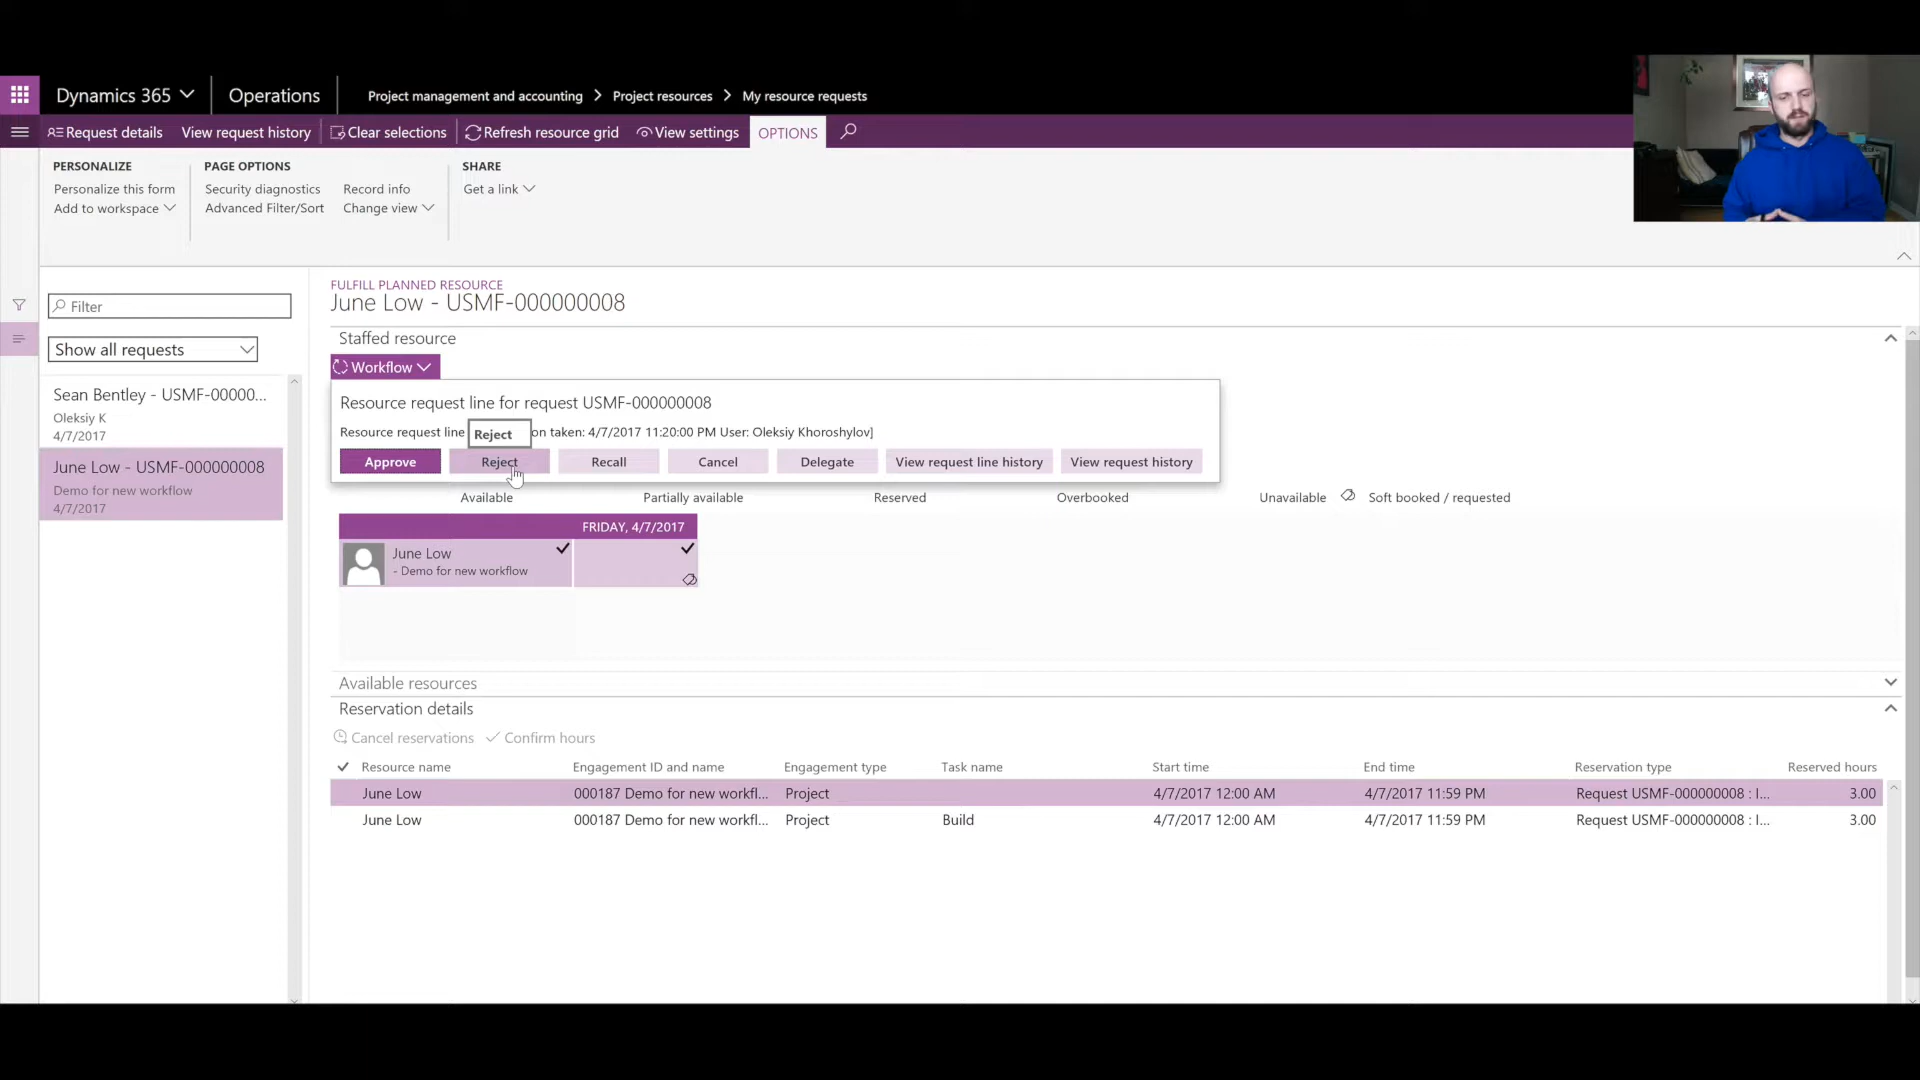 Dynamics 365 Operations Project management and accounting > Project resources > My resource requests
Request details View request history Clear selections Refresh resource grid View settings OPTIONS
PERSONALIZE PAGE OPTIONS SHARE
Personalize this form Security diagnostics Record info Get a link
Add to workspace Advanced Filter/Sort Change view
Filter
Show all requests
Sean Bentley - USMF-00000...
Oleksiy K
4/7/2017
June Low - USMF-000000008
Demo for new workflow
4/7/2017
FULFILL PLANNED RESOURCE
June Low - USMF-000000008
Staffed resource
Workflow
Resource request line for request USMF-000000008
Resource request line on taken: 4/7/2017 11:20:00 PM User: Oleksiy Khoroshylov]
Reject
Approve Reject Recall Cancel Delegate View request line history View request history
Available Partially available Reserved Overbooked Unavailable Soft booked / requested
FRIDAY, 4/7/2017
June Low
- Demo for new workflow
Available resources
Reservation details
Cancel reservations Confirm hours
Resource name Engagement ID and name Engagement type Task name Start time End time Reservation type Reserved hours
June Low 000187 Demo for new workfl... Project 4/7/2017 12:00 AM 4/7/2017 11:59 PM Request USMF-000000008 : I... 3.00
June Low 000187 Demo for new workfl... Project Build 4/7/2017 12:00 AM 4/7/2017 11:59 PM Request USMF-000000008 : I... 3.00